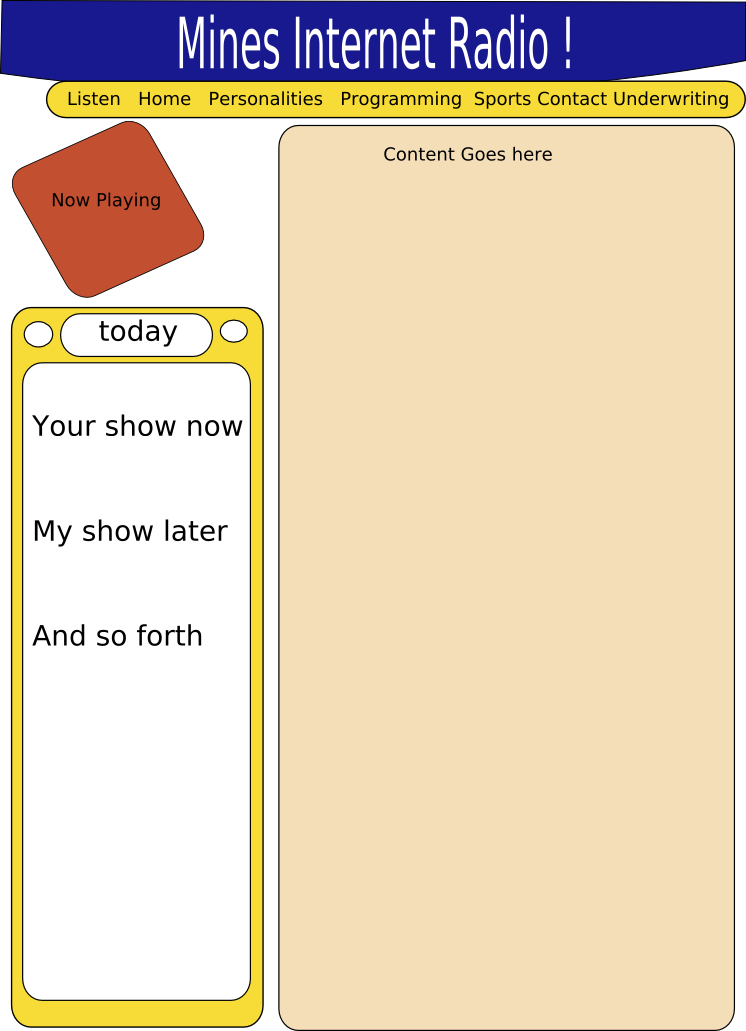 Mines Internet Radio !
Listen Home Personalities Programming Sports Contact Underwriting
Now Playing
Content Goes here
today
Your show now
My show later
And so forth